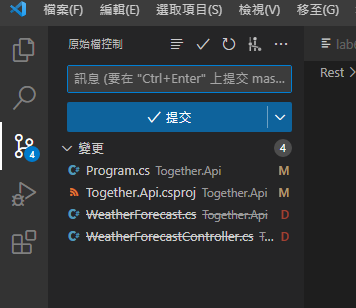 檔案(F) 編輯(E) 選取項目(S) 檢視(V) 移至(G)
原始檔控制
lab
訊息 (要在 "Ctrl+Enter" 上提交 mas...
Rest
提交
變更 4
4
Program.cs Together.Api M
Together.Api.csproj Together.Api M
WeatherForecast.cs Together.Api D
WeatherForecastController.cs T... D